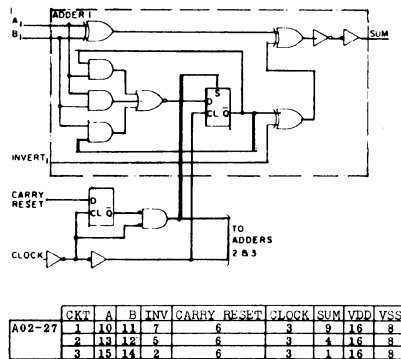 1
ADDER 1
A1
B1
SUM
S
D
CL Q̅
INVERT1
CARRY
RESET
D
CL Q̅
TO
ADDERS
2 & 3
CLOCK
CKT A B INV CARRY RESET CLOCK SUM VDD VSS
A02-27 1 10 11 7 6 3 9 16 8
2 13 12 5 6 3 4 16 8
3 15 14 2 6 3 1 16 8